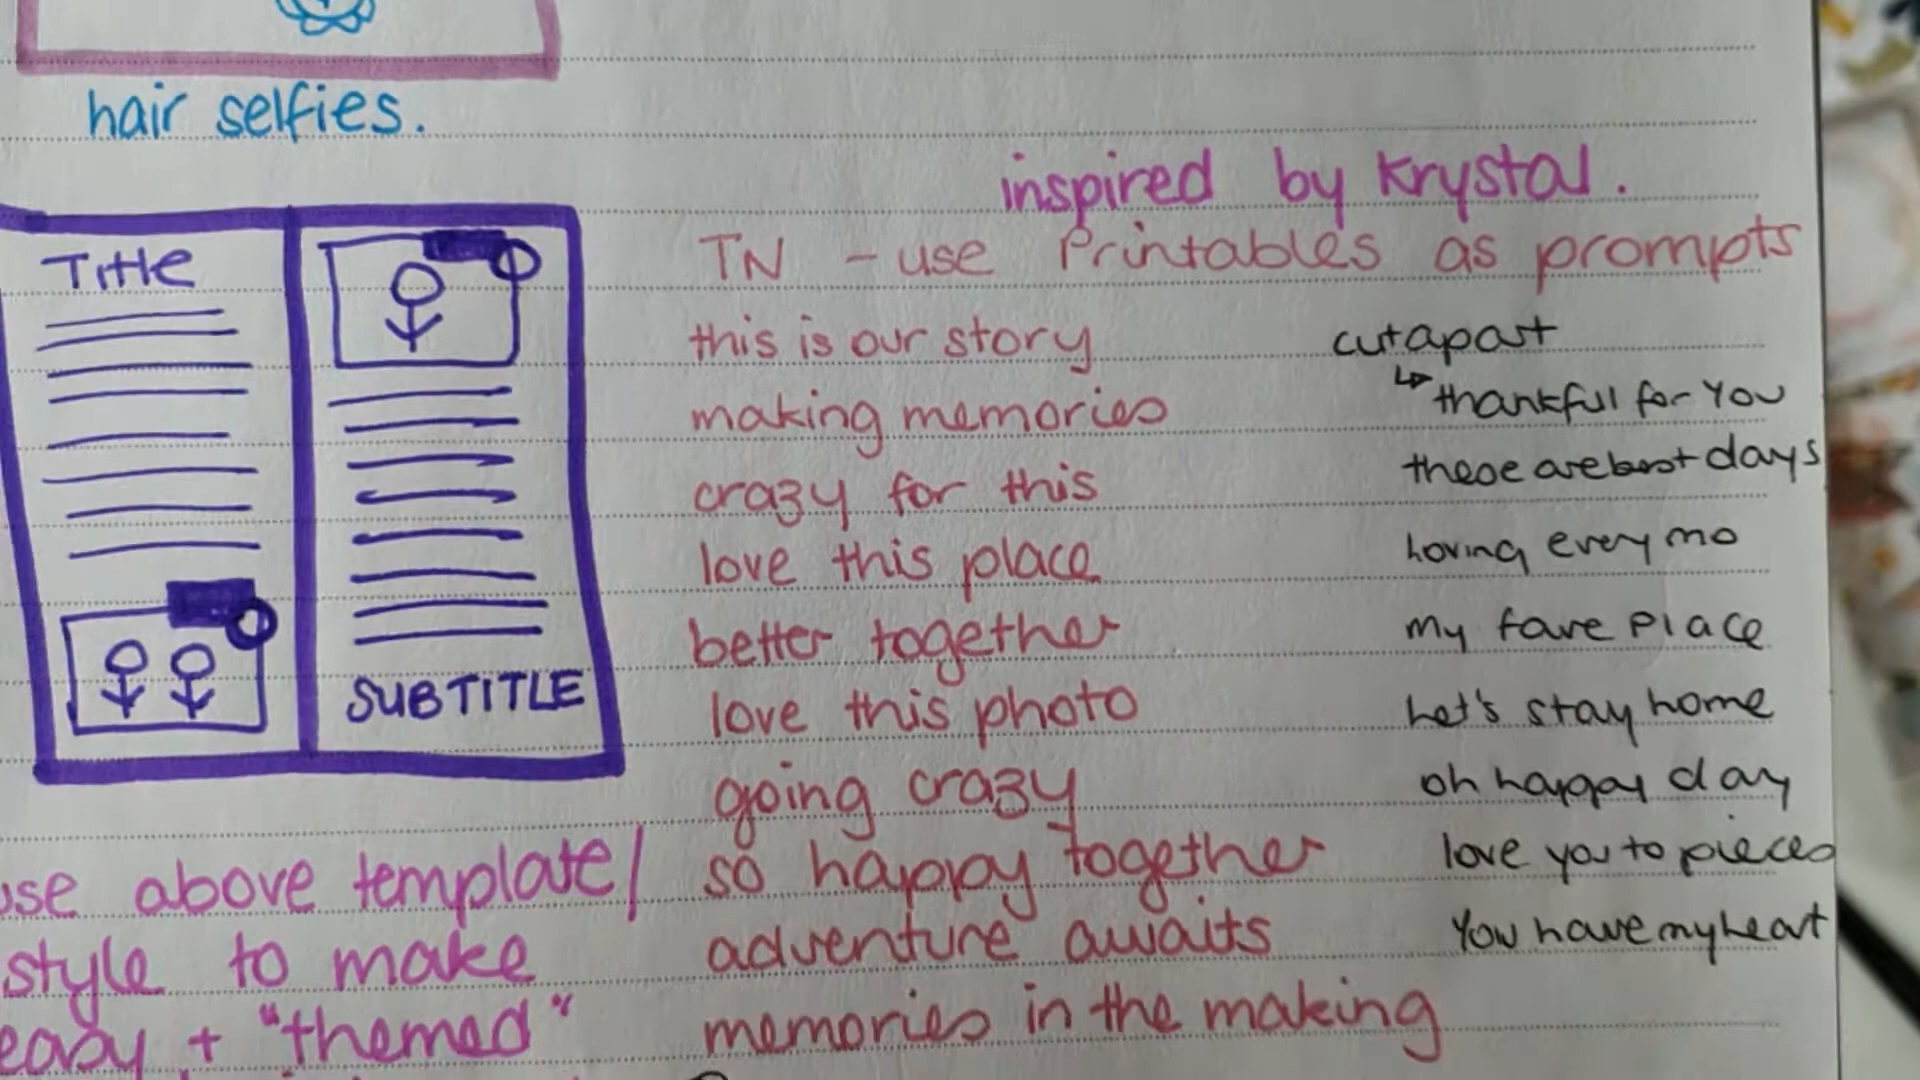 hair selfies.
inspired by Krystal.
TN - use Printables as prompts
Title
SUBTITLE
use above template/
style to make
easy + "themed"
this is our story
making memories
crazy for this
love this place
better together
love this photo
going crazy
so happy together
adventure awaits
memories in the making
cut apart
↳ thankful for You
these are best days
loving every mo
my fave place
Let's stay home
oh happy day
love you to pieces
You have my heart